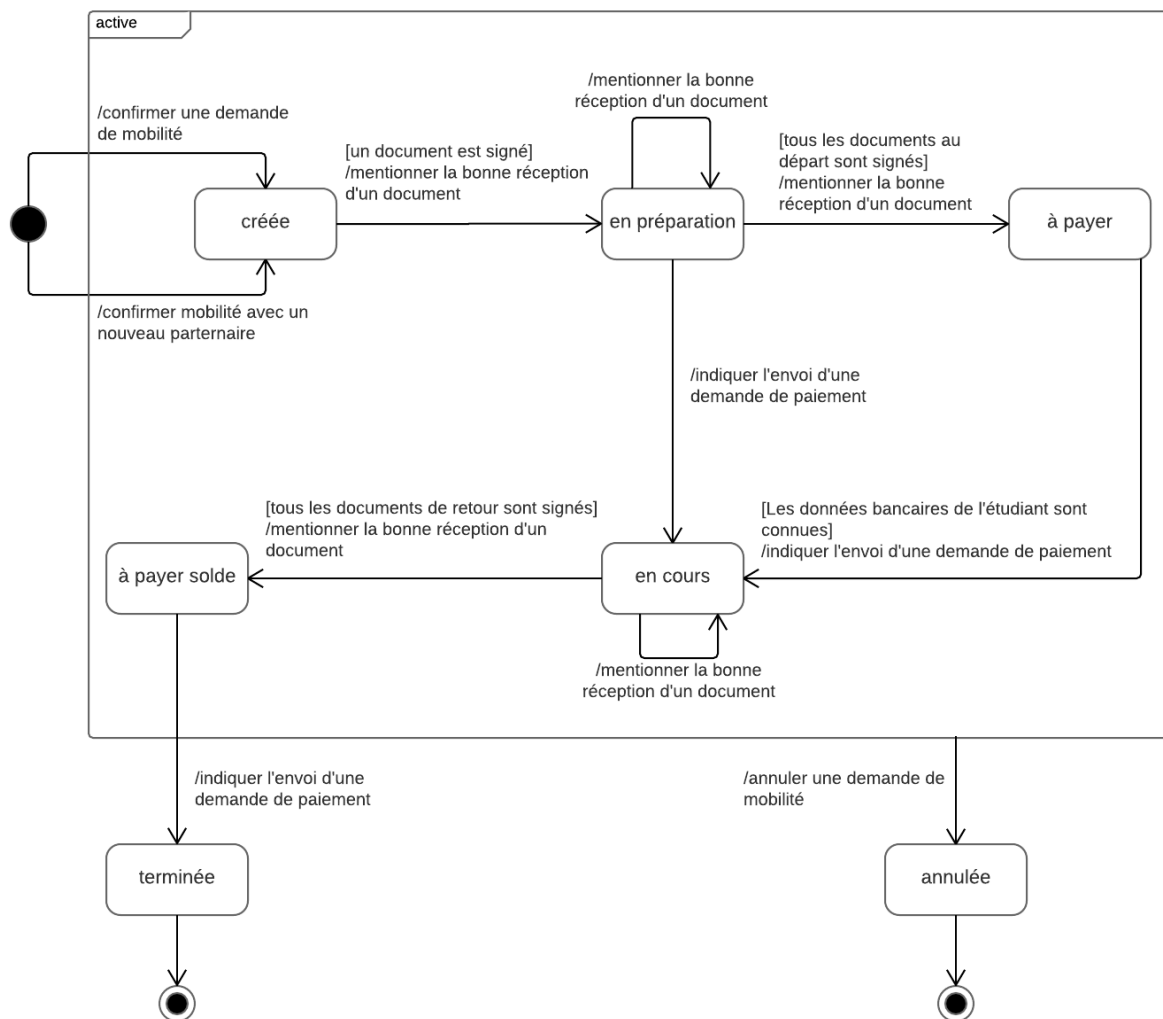 active
/mentionner la bonne
réception d'un document
/confirmer une demande
de mobilité
[un document est signé]
/mentionner la bonne réception
d'un document
[tous les documents au
départ sont signés]
/mentionner la bonne
réception d'un document
créée
en préparation
à payer
/confirmer mobilité avec un
nouveau parternaire
/indiquer l'envoi d'une
demande de paiement
[tous les documents de retour sont signés]
/mentionner la bonne réception d'un
document
[Les données bancaires de l'étudiant sont
connues]
/indiquer l'envoi d'une demande de paiement
à payer solde
en cours
/mentionner la bonne
réception d'un document
/indiquer l'envoi d'une
demande de paiement
/annuler une demande de
mobilité
terminée
annulée